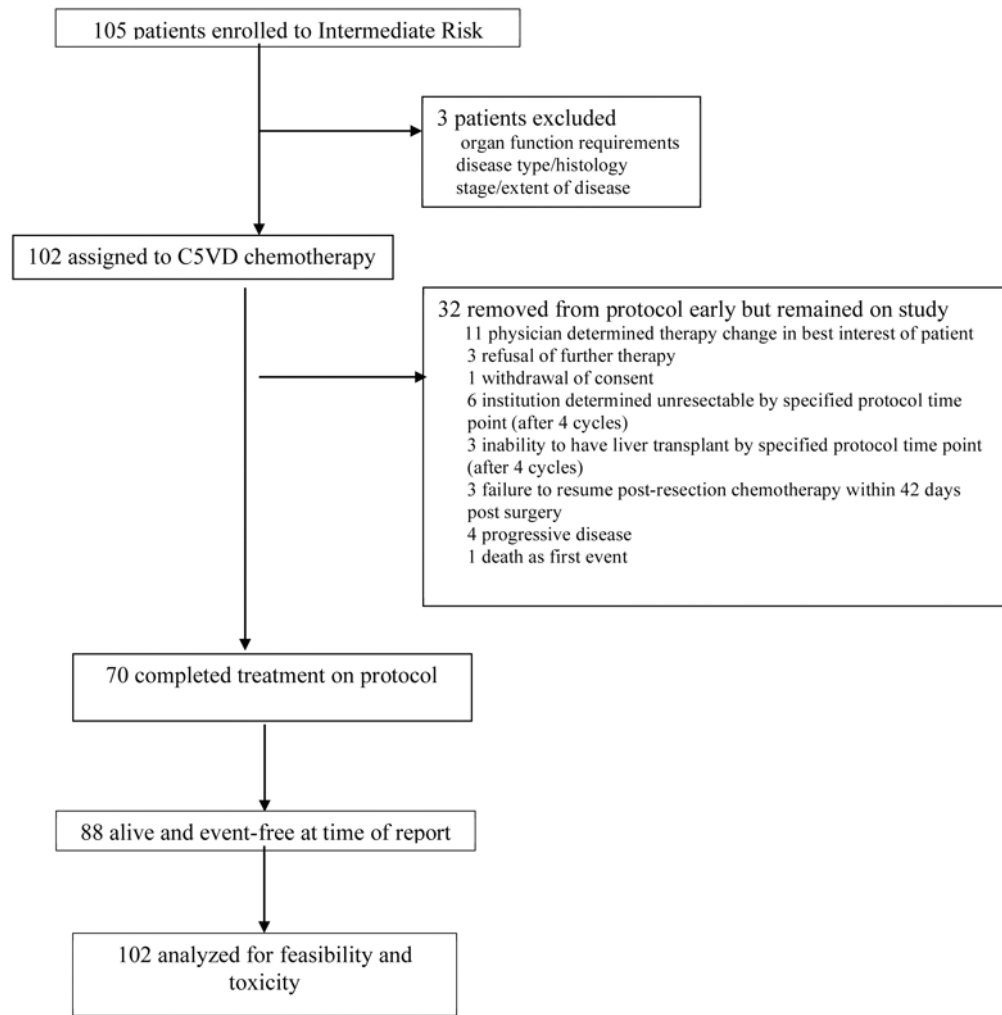 105 patients enrolled to Intermediate Risk
3 patients excluded
organ function requirements
disease type/histology
stage/extent of disease
102 assigned to C5VD chemotherapy
32 removed from protocol early but remained on study
11 physician determined therapy change in best interest of patient
3 refusal of further therapy
1 withdrawal of consent
6 institution determined unresectable by specified protocol time
point (after 4 cycles)
3 inability to have liver transplant by specified protocol time point
(after 4 cycles)
3 failure to resume post-resection chemotherapy within 42 days
post surgery
4 progressive disease
1 death as first event
70 completed treatment on protocol
88 alive and event-free at time of report
102 analyzed for feasibility and
toxicity